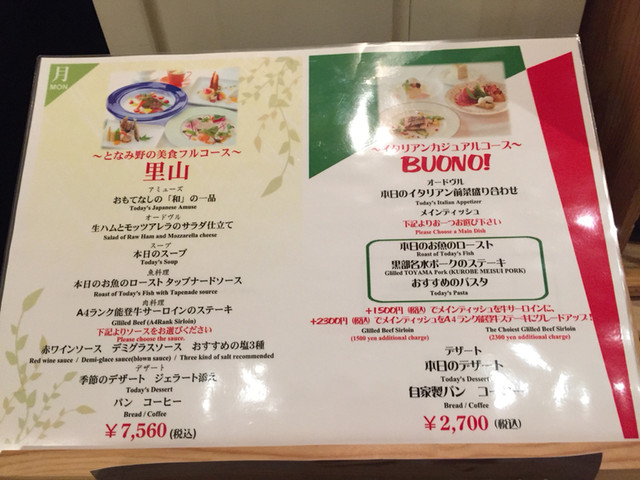 月
MON
~となみ野の美食フルコース~
里山
アミューズ
おもてなしの「和」の一品
Today's Japanese Amuse
オードヴル
生ハムとモッツアレラのサラダ仕立て
Salad of Raw Ham and Mozzarella cheese
スープ
本日のスープ
Today's Soup
魚料理
本日のお魚のロースト タップナードソース
Roast of Today's Fish with Tapenade source
肉料理
A4ランク能登牛サーロインのステーキ
Gliled Beef (A4Rank Sirloin)
下記よりソースをお選びください
Please choose the sauce.
赤ワインソース デミグラスソース おすすめの塩3種
Red wine sauce / Demi-glace sauce(blown sauce) / Three kind of salt recommended
デザート
季節のデザート ジェラート添え
Today's Dessert
パン コーヒー
Bread / Coffee
¥7,560 (税込)
~イタリアンカジュアルコース~
BUONO!
オードヴル
本日のイタリアン前菜盛り合わせ
Today's Italian Appetizer
メインディッシュ
下記よりお一つお選び下さい
Please Choose a Main Dish
本日のお魚のロースト
Roast of Today's Fish
黒部名水ポークのステーキ
Gliled TOYAMA Pork (KUROBE MEISUI PORK)
おすすめのパスタ
Today's Pasta
+1500円 (税込) でメインディッシュを牛サーロインに、
+2300円 (税込) でメインディッシュをA4ランク能登牛ステーキにグレードアップ!
Gliled Beef Sirloin
(1500 yen additional charge)
The Choicest Gliled Beef Sirloin
(2300 yen additional charge)
デザート
本日のデザート
Today's Dessert
自家製パン コーヒー
Bread / Coffee
¥2,700 (税込)